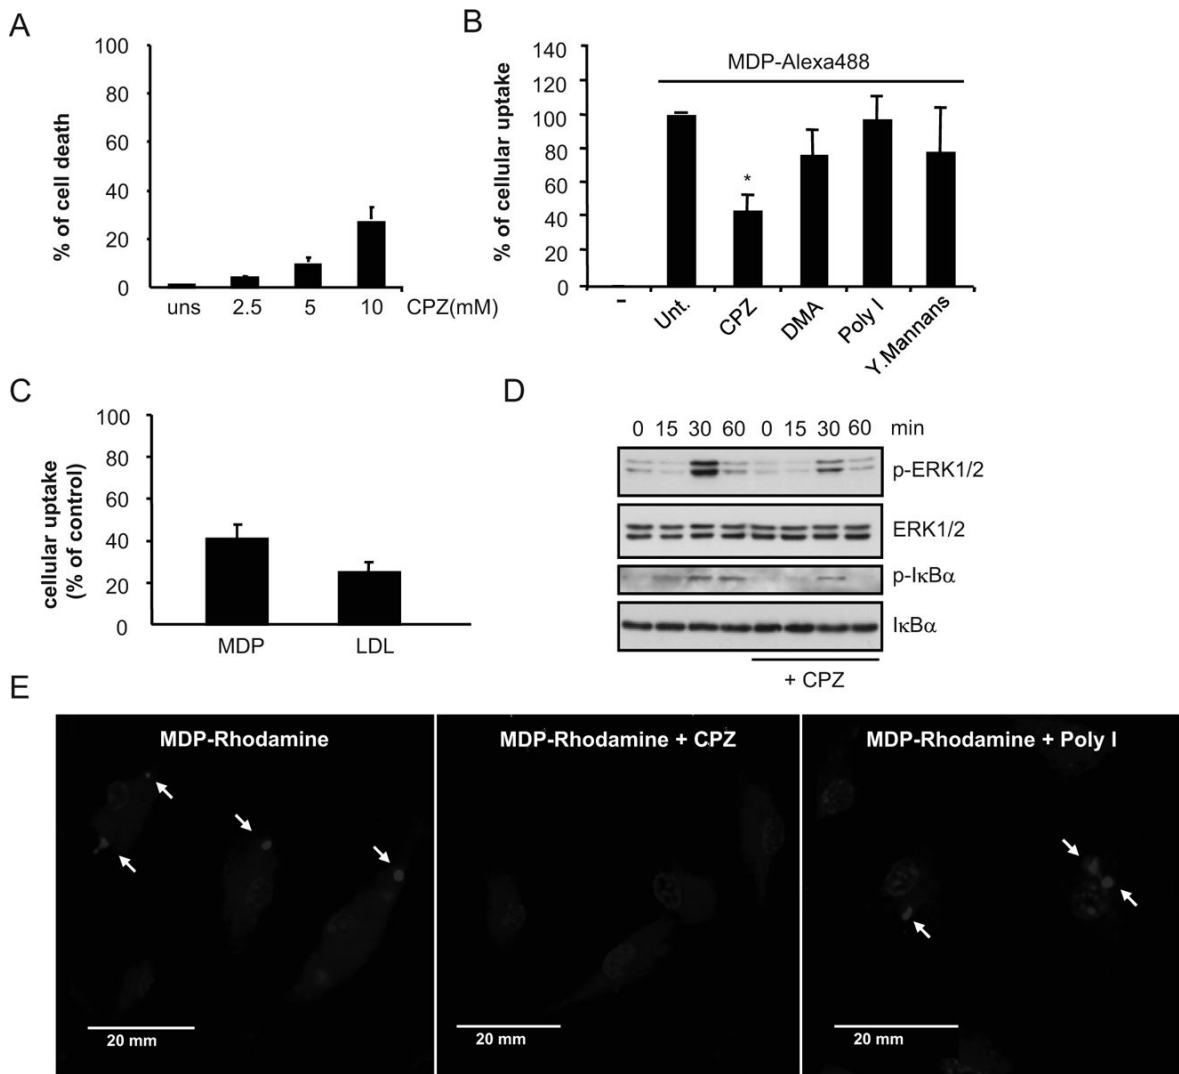 A
% of cell death
100
80
60
40
20
0
uns 2.5 5 10 CPZ(mM)
B
% of cellular uptake
140
120
100
80
60
40
20
0
MDP-Alexa488
*
- Unt. CPZ DMA Poly I Y.Mannans
C
cellular uptake
(% of control)
100
80
60
40
20
0
MDP LDL
D
0 15 30 60 0 15 30 60 min
p-ERK1/2
ERK1/2
p-IκBα
IκBα
+ CPZ
E
MDP-Rhodamine
20 mm
MDP-Rhodamine + CPZ
20 mm
MDP-Rhodamine + Poly I
20 mm